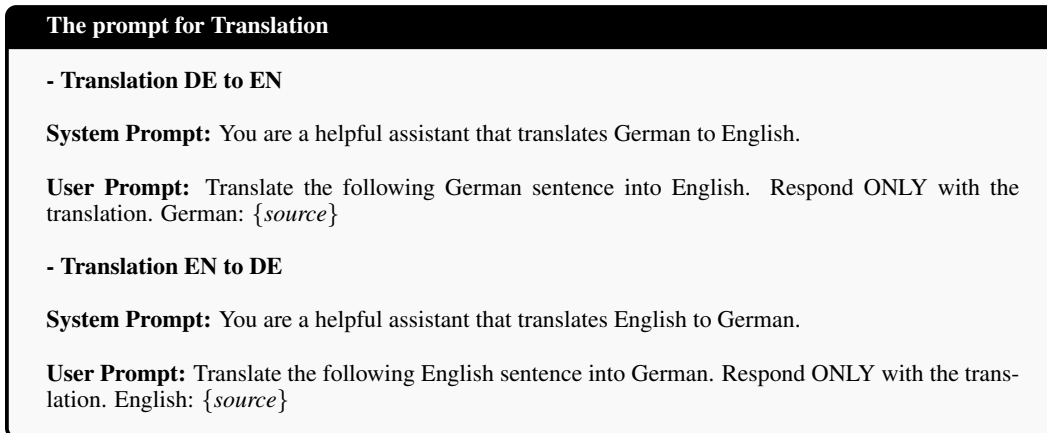 The prompt for Translation
- Translation DE to EN
System Prompt: You are a helpful assistant that translates German to English.
User Prompt: Translate the following German sentence into English. Respond ONLY with the
translation. German: {source}
- Translation EN to DE
System Prompt: You are a helpful assistant that translates English to German.
User Prompt: Translate the following English sentence into German. Respond ONLY with the trans-
lation. English: {source}